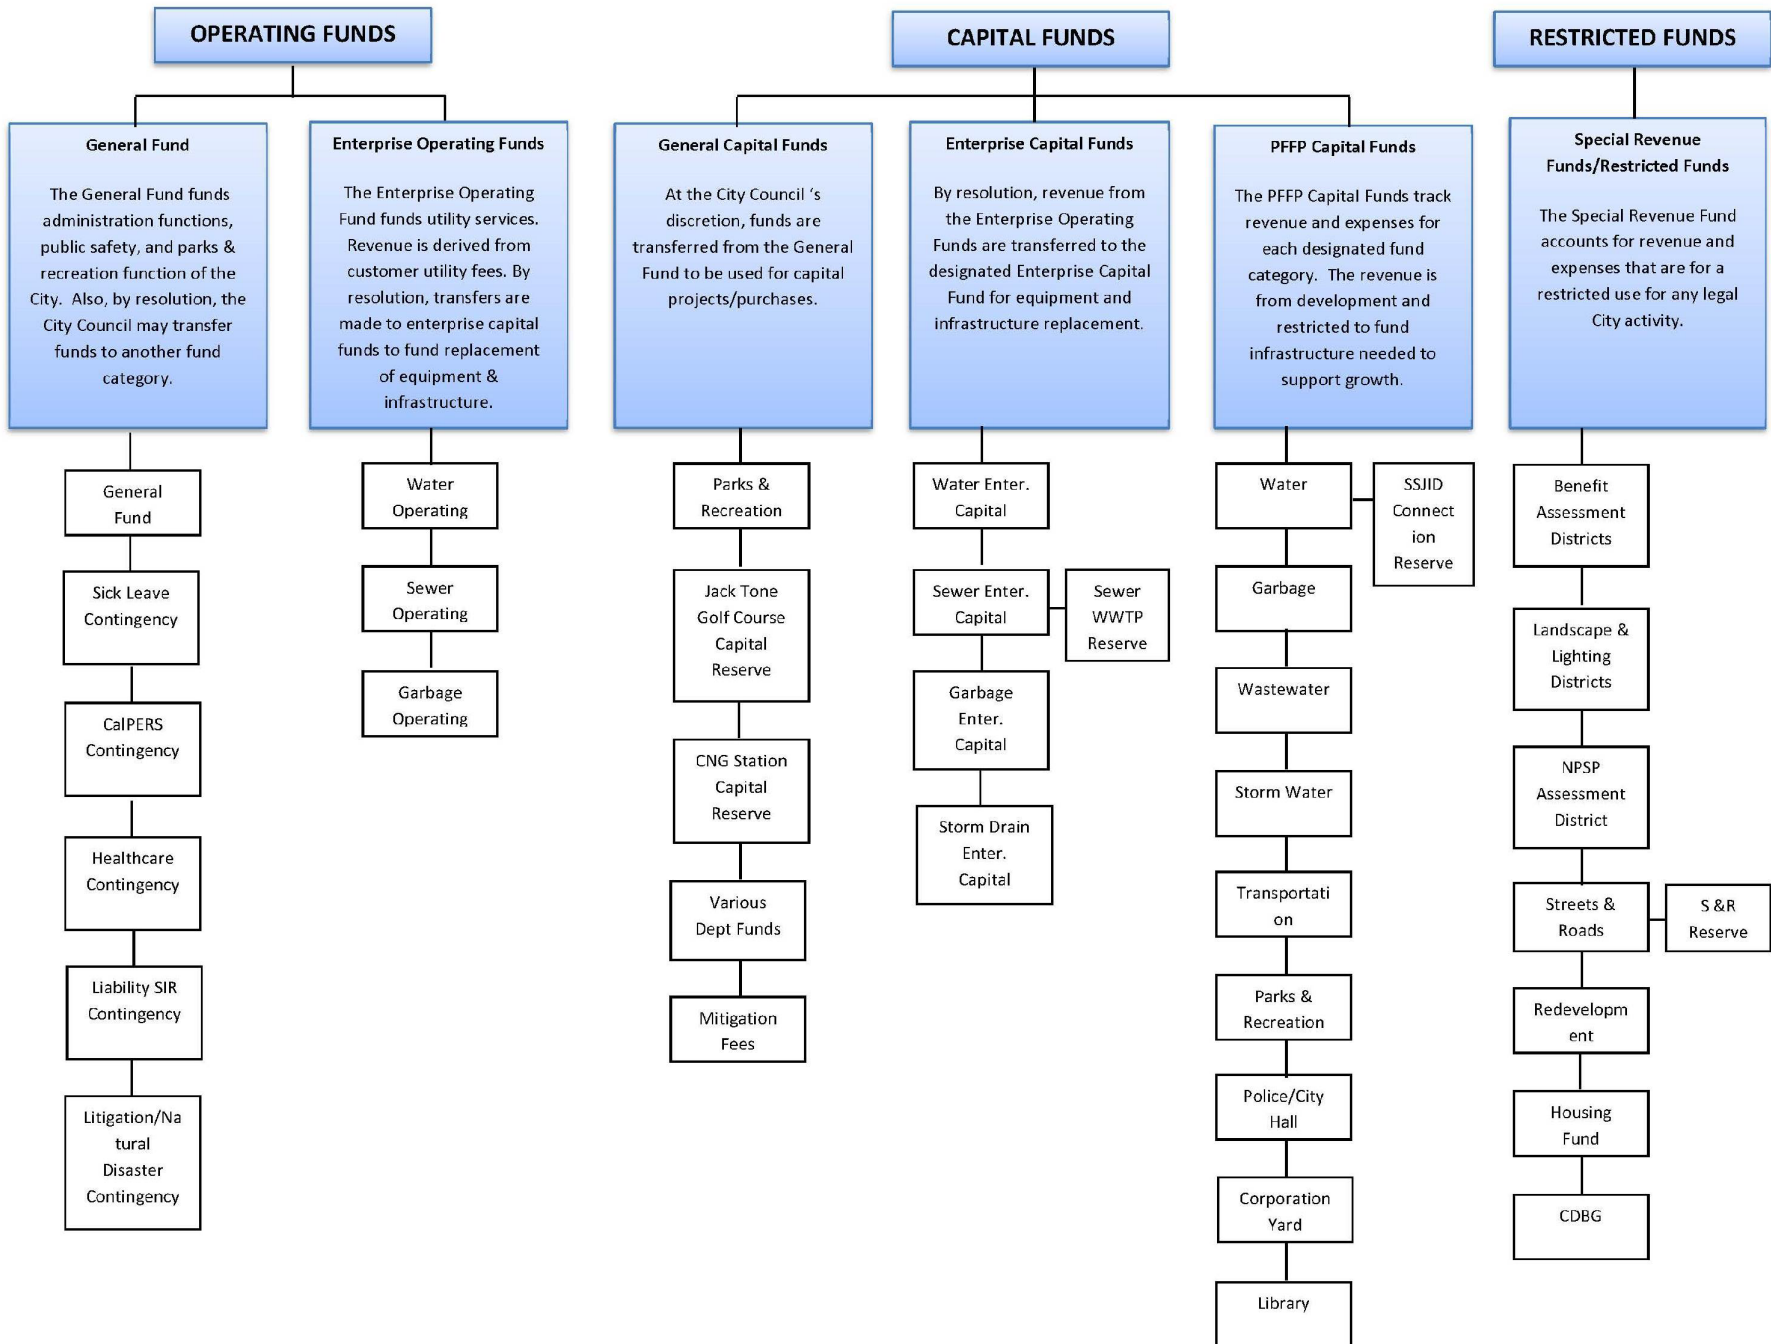 OPERATING FUNDS
CAPITAL FUNDS
RESTRICTED FUNDS
General Fund
The General Fund funds
administration functions,
public safety, and parks &
recreation function of the
City. Also, by resolution, the
City Council may transfer
funds to another fund
category.
Enterprise Operating Funds
The Enterprise Operating
Fund funds utility services.
Revenue is derived from
customer utility fees. By
resolution, transfers are
made to enterprise capital
funds to fund replacement
of equipment &
infrastructure.
General Capital Funds
At the City Council ‘s
discretion, funds are
transferred from the General
Fund to be used for capital
projects/purchases.
Enterprise Capital Funds
By resolution, revenue from
the Enterprise Operating
Funds are transferred to the
designated Enterprise Capital
Fund for equipment and
infrastructure replacement.
PFFP Capital Funds
The PFFP Capital Funds track
revenue and expenses for
each designated fund
category. The revenue is
from development and
restricted to fund
infrastructure needed to
support growth.
Special Revenue
Funds/Restricted Funds
The Special Revenue Fund
accounts for revenue and
expenses that are for a
restricted use for any legal
City activity.
General
Fund
Sick Leave
Contingency
CalPERS
Contingency
Healthcare
Contingency
Liability SIR
Contingency
Litigation/Na
tural
Disaster
Contingency
Water
Operating
Sewer
Operating
Garbage
Operating
Parks &
Recreation
Jack Tone
Golf Course
Capital
Reserve
CNG Station
Capital
Reserve
Various
Dept Funds
Mitigation
Fees
Water Enter.
Capital
Sewer Enter.
Capital
Sewer
WWTP
Reserve
Garbage
Enter.
Capital
Storm Drain
Enter.
Capital
Water
SSJID
Connect
ion
Reserve
Garbage
Wastewater
Storm Water
Transportati
on
Parks &
Recreation
Police/City
Hall
Corporation
Yard
Library
Benefit
Assessment
Districts
Landscape &
Lighting
Districts
NPSP
Assessment
District
Streets &
Roads
S &R
Reserve
Redevelopm
ent
Housing
Fund
CDBG